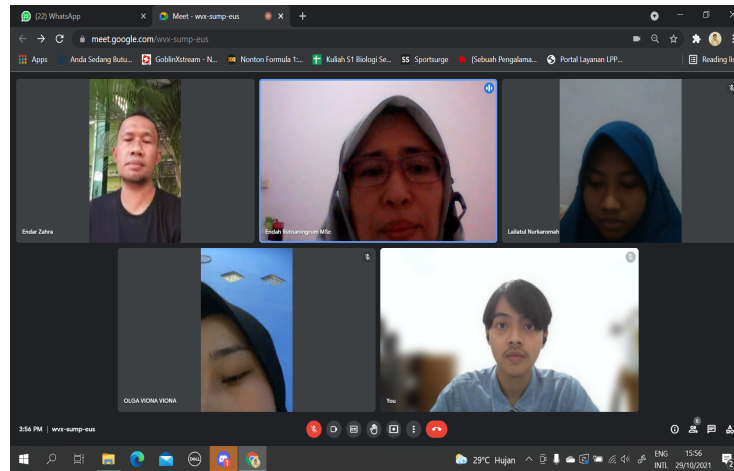 (22) WhatsApp
Meet - wvx-sump-eus
meet.google.com/wvx-sump-eus
Apps
Anda Sedang Butu...
GoblinXstream - N...
Nonton Formula 1:...
Kuliah S1 Biologi Se...
SS Sportsurge
[Sebuah Pengalama...
Portal Layanan LPP...
Reading lis
Endar Zahra
Endah Retnaningrum MSc
Lailatul Nurkaromah
OLGA VIONA VIONA
You
3:56 PM | wvx-sump-eus
29°C Hujan
ENG
INTL
15:56
29/10/2021